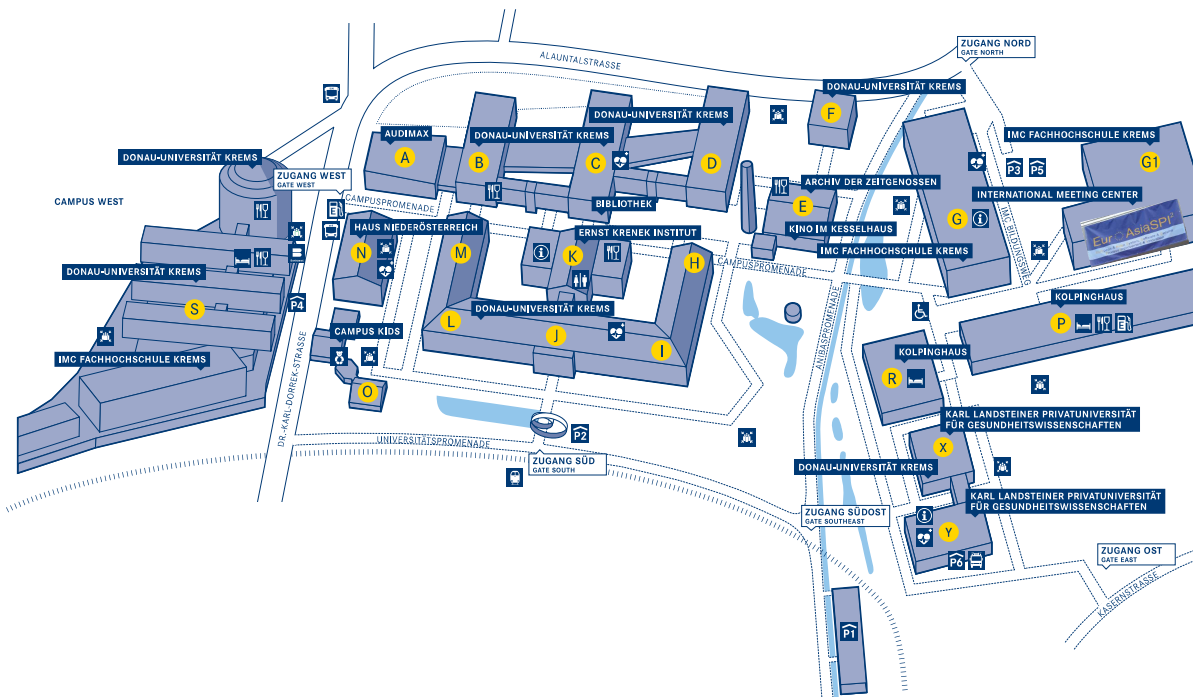 ZUGANG NORD
GATE NORTH
ALAUNTALSTRASSE
DONAU-UNIVERSITÄT KREMS
F
DONAU-UNIVERSITÄT KREMS
AUDIMAX
DONAU-UNIVERSITÄT KREMS
IMC FACHHOCHSCHULE KREMS
A
B
C
D
G1
DONAU-UNIVERSITÄT KREMS
ZUGANG WEST
GATE WEST
P3
P5
ARCHIV DER ZEITGENOSSEN
INTERNATIONAL MEETING CENTER
CAMPUS WEST
CAMPUSPROMENADE
BIBLIOTHEK
E
G
IMC-BILDUNGSWEG
HAUS NIEDERÖSTERREICH
ERNST KRENEK INSTITUT
KINO IM KESSELHAUS
EuroAsiaSPI²
N
M
K
H
IMC FACHHOCHSCHULE KREMS
CAMPUSPROMENADE
DONAU-UNIVERSITÄT KREMS
S
P4
DONAU-UNIVERSITÄT KREMS
KOLPINGHAUS
L
J
I
P
CAMPUS KIDS
ANIBASPROMENADE
KOLPINGHAUS
IMC FACHHOCHSCHULE KREMS
R
O
DR.-KARL-DORREK-STRASSE
KARL LANDSTEINER PRIVATUNIVERSITÄT
FÜR GESUNDHEITSWISSENSCHAFTEN
UNIVERSITÄTSPROMENADE
P2
X
ZUGANG SÜD
GATE SOUTH
DONAU-UNIVERSITÄT KREMS
KARL LANDSTEINER PRIVATUNIVERSITÄT
FÜR GESUNDHEITSWISSENSCHAFTEN
ZUGANG SÜDOST
GATE SOUTHEAST
Y
P6
ZUGANG OST
GATE EAST
KASERNSTRASSE
P1